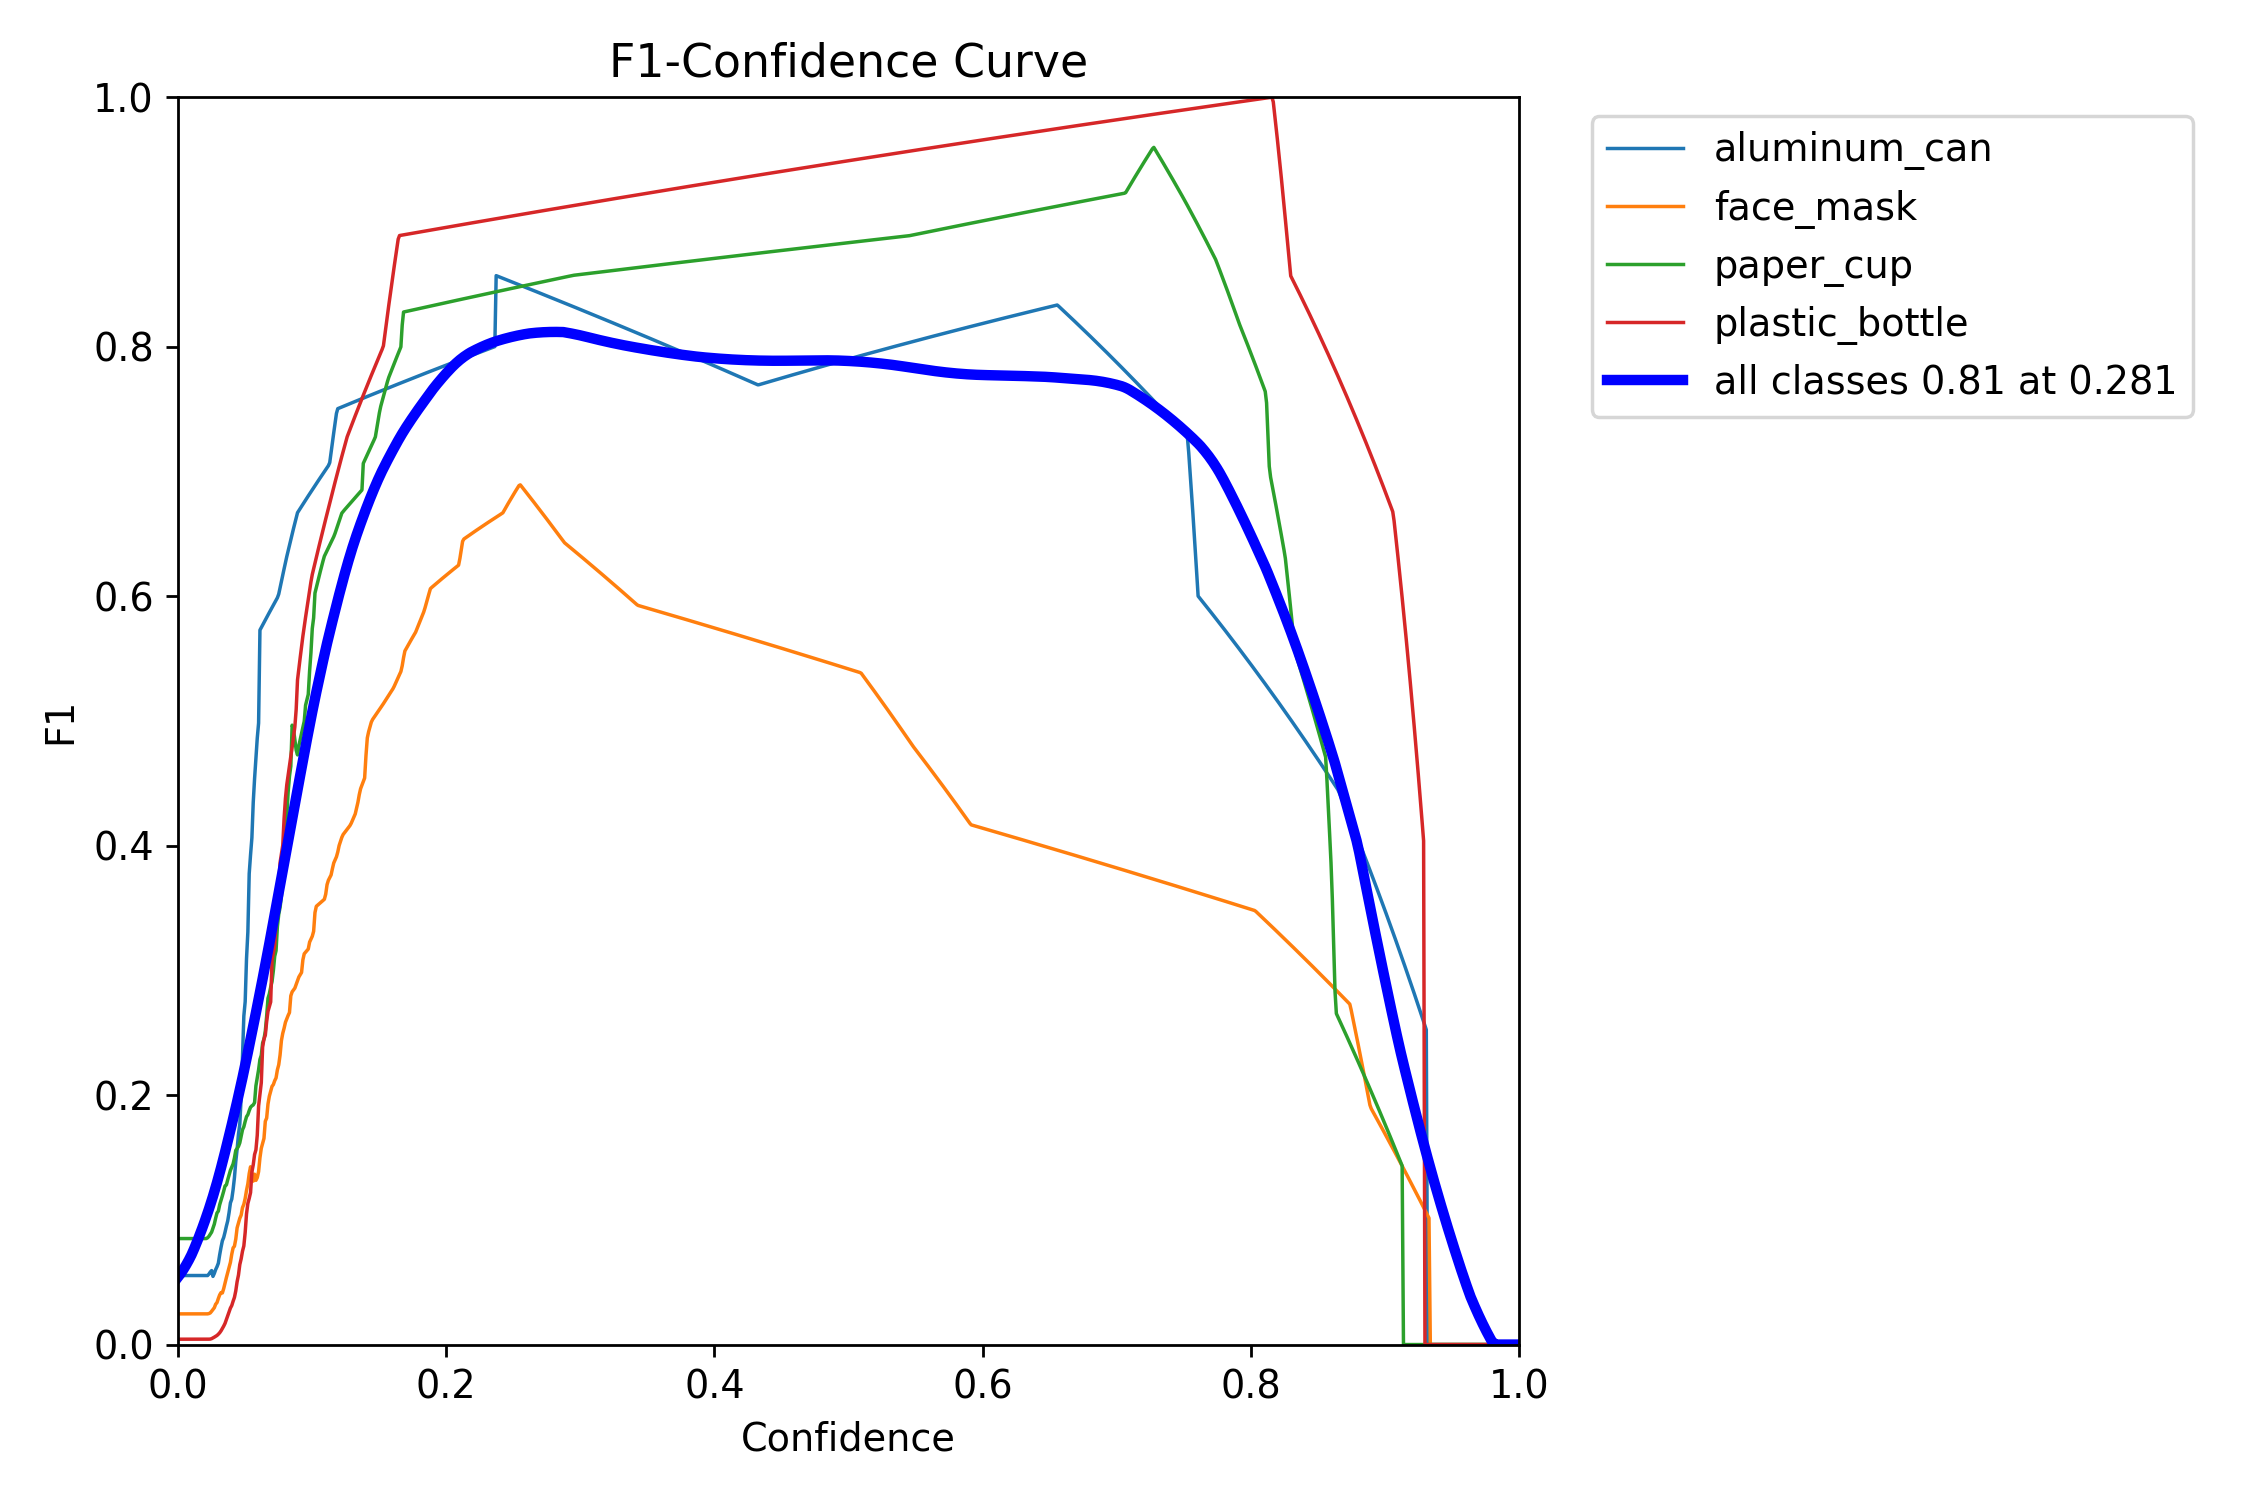 F1-Confidence Curve
1.0
0.8
0.6
0.4
0.2
0.0
F1
0.0 0.2 0.4 0.6 0.8 1.0
Confidence
aluminum_can
face_mask
paper_cup
plastic_bottle
all classes 0.81 at 0.281